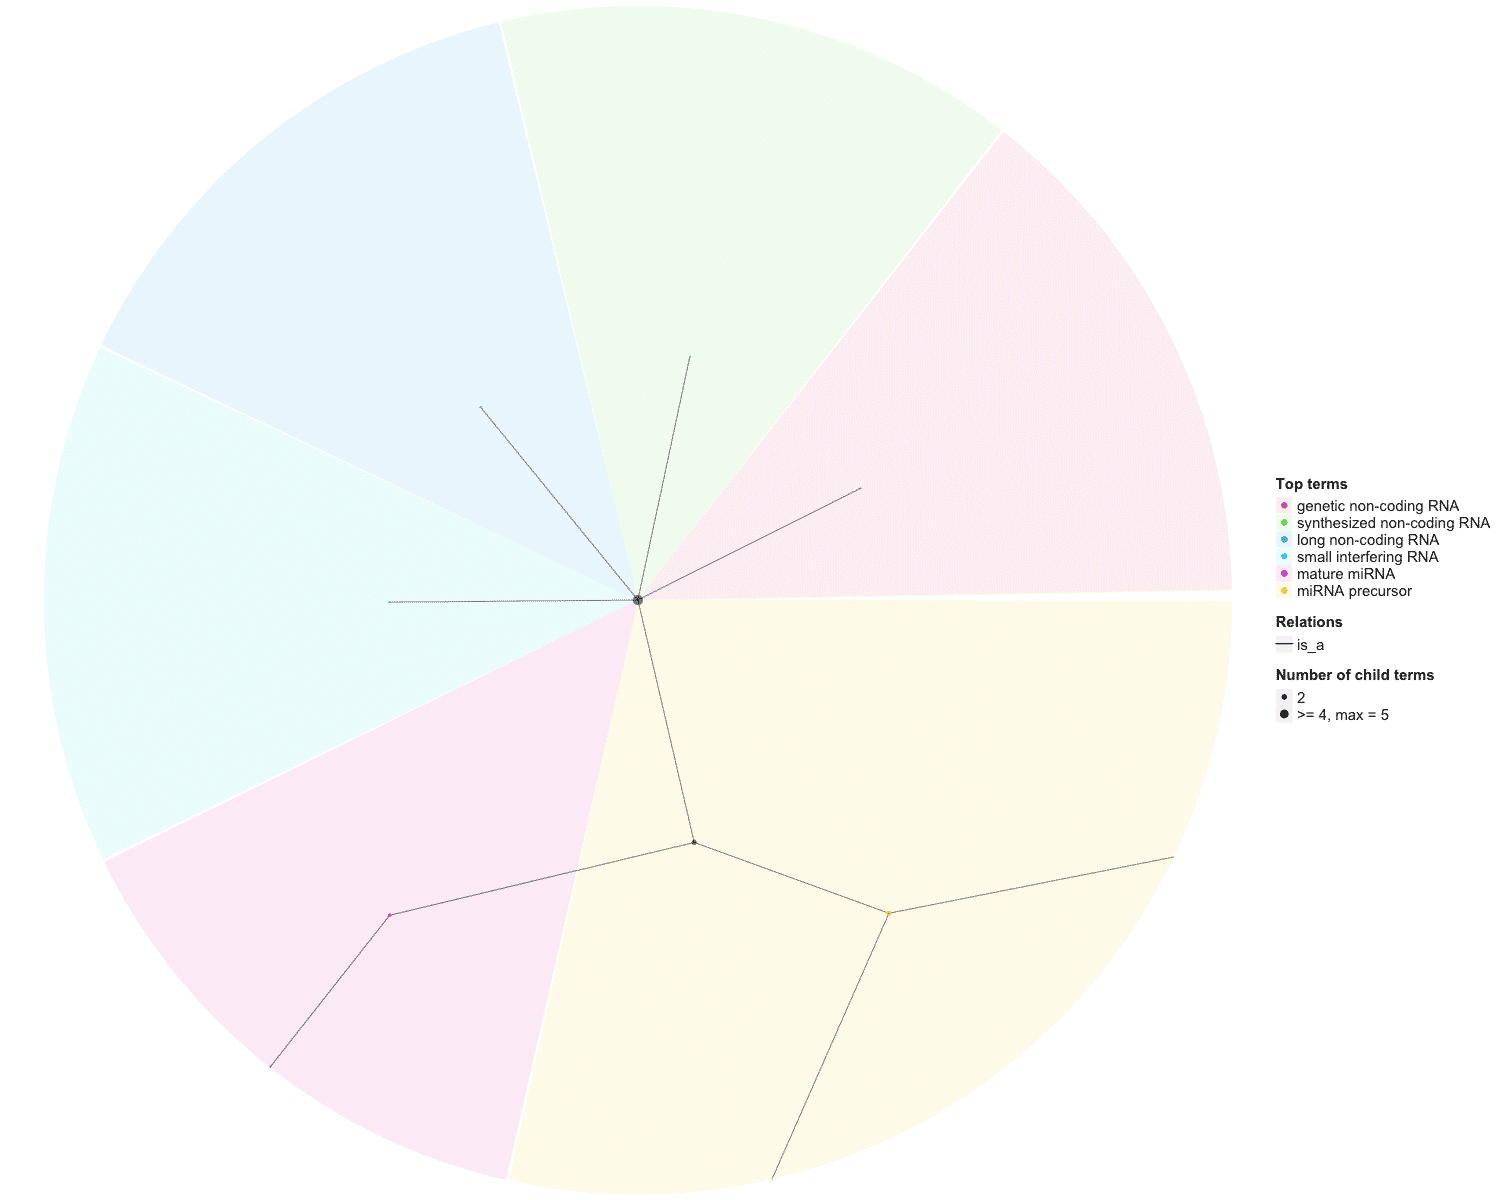 Top terms
genetic non-coding RNA
synthesized non-coding RNA
long non-coding RNA
small interfering RNA
mature miRNA
miRNA precursor
Relations
is_a
Number of child terms
2
>= 4, max = 5